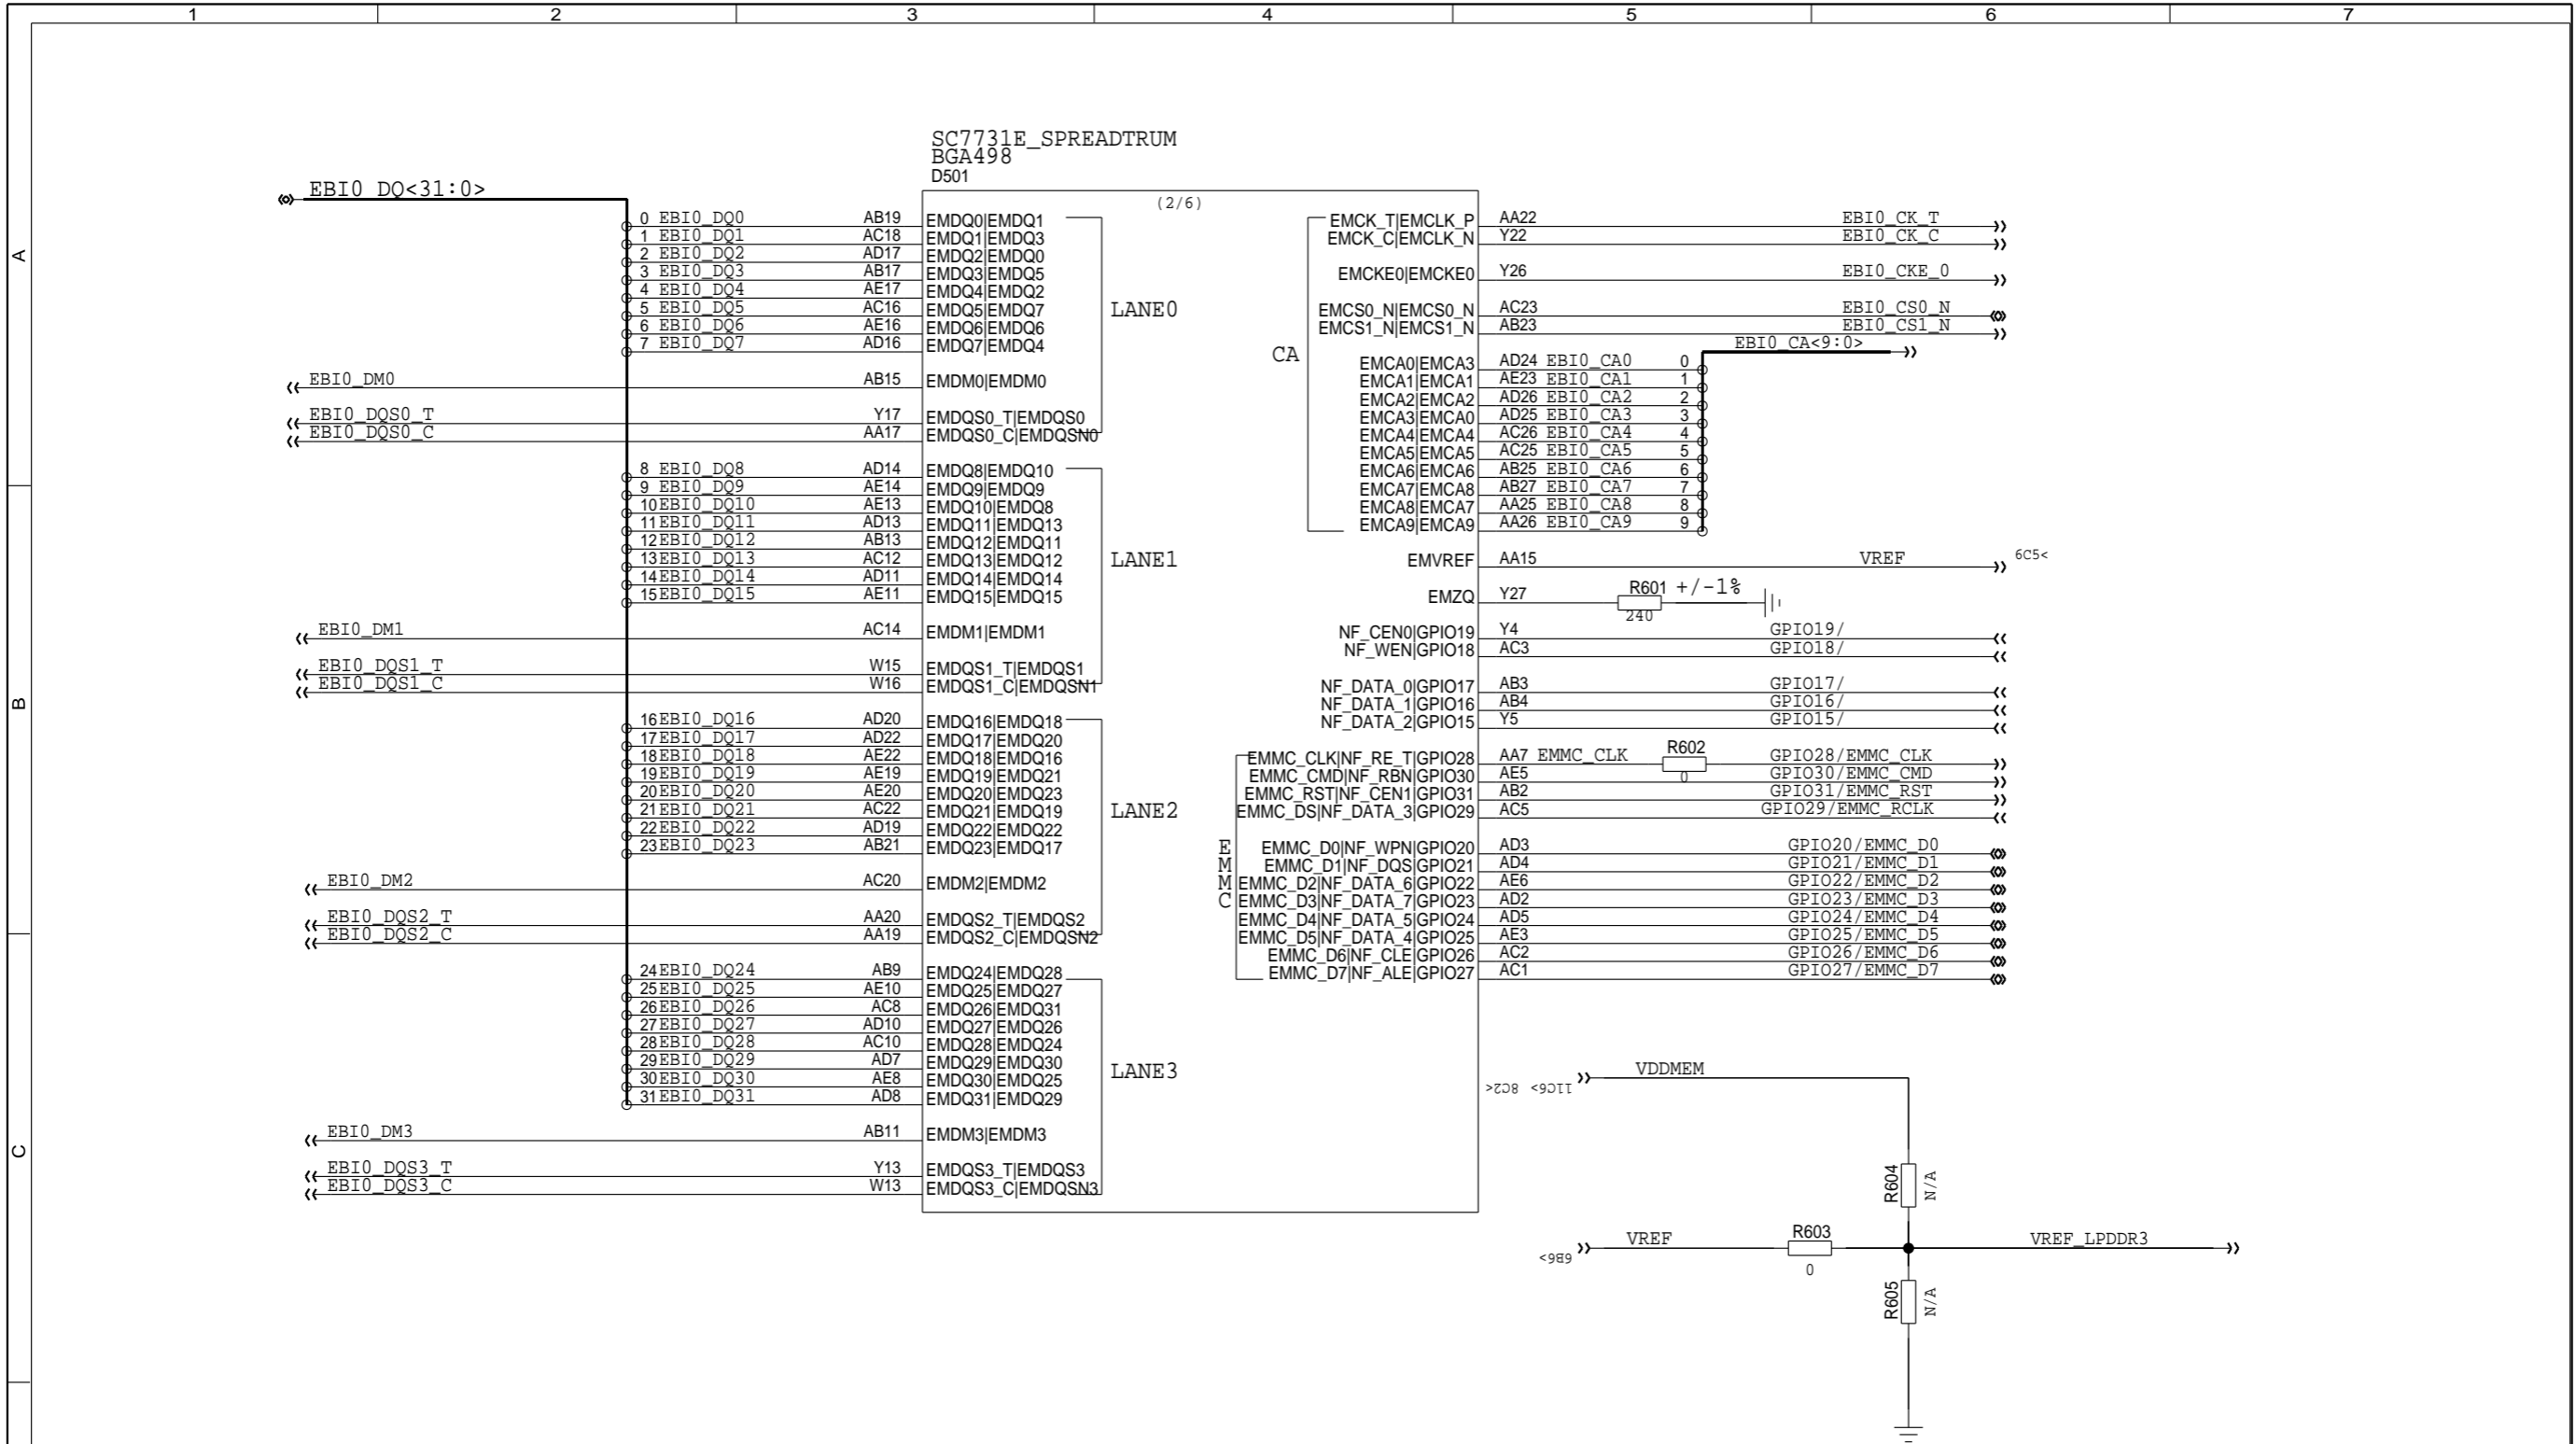 1 2 3 4 5 6 7
A
B
C
SC7731E_SPREADTRUM
BGA498
D501
(2/6)
EBI0_DQ<31:0>
0 EBI0_DQ0 AB19 EMDQ0|EMDQ1
1 EBI0_DQ1 AC18 EMDQ1|EMDQ3
2 EBI0_DQ2 AD17 EMDQ2|EMDQ0
3 EBI0_DQ3 AB17 EMDQ3|EMDQ5
4 EBI0_DQ4 AE17 EMDQ4|EMDQ2
5 EBI0_DQ5 AC16 EMDQ5|EMDQ7
6 EBI0_DQ6 AE16 EMDQ6|EMDQ6
7 EBI0_DQ7 AD16 EMDQ7|EMDQ4
LANE0
EBI0_DM0 AB15 EMDM0|EMDM0
EBI0_DQS0_T Y17 EMDQS0_T|EMDQS0
EBI0_DQS0_C AA17 EMDQS0_C|EMDQSN0
8 EBI0_DQ8 AD14 EMDQ8|EMDQ10
9 EBI0_DQ9 AE14 EMDQ9|EMDQ9
10 EBI0_DQ10 AE13 EMDQ10|EMDQ8
11 EBI0_DQ11 AD13 EMDQ11|EMDQ13
12 EBI0_DQ12 AB13 EMDQ12|EMDQ11
13 EBI0_DQ13 AC12 EMDQ13|EMDQ12
14 EBI0_DQ14 AD11 EMDQ14|EMDQ14
15 EBI0_DQ15 AE11 EMDQ15|EMDQ15
LANE1
EBI0_DM1 AC14 EMDM1|EMDM1
EBI0_DQS1_T W15 EMDQS1_T|EMDQS1
EBI0_DQS1_C W16 EMDQS1_C|EMDQSN1
16 EBI0_DQ16 AD20 EMDQ16|EMDQ18
17 EBI0_DQ17 AD22 EMDQ17|EMDQ20
18 EBI0_DQ18 AE22 EMDQ18|EMDQ16
19 EBI0_DQ19 AE19 EMDQ19|EMDQ21
20 EBI0_DQ20 AE20 EMDQ20|EMDQ23
21 EBI0_DQ21 AC22 EMDQ21|EMDQ19
22 EBI0_DQ22 AD19 EMDQ22|EMDQ22
23 EBI0_DQ23 AB21 EMDQ23|EMDQ17
LANE2
EBI0_DM2 AC20 EMDM2|EMDM2
EBI0_DQS2_T AA20 EMDQS2_T|EMDQS2
EBI0_DQS2_C AA19 EMDQS2_C|EMDQSN2
24 EBI0_DQ24 AB9 EMDQ24|EMDQ28
25 EBI0_DQ25 AE10 EMDQ25|EMDQ27
26 EBI0_DQ26 AC8 EMDQ26|EMDQ31
27 EBI0_DQ27 AD10 EMDQ27|EMDQ26
28 EBI0_DQ28 AC10 EMDQ28|EMDQ24
29 EBI0_DQ29 AD7 EMDQ29|EMDQ30
30 EBI0_DQ30 AE8 EMDQ30|EMDQ25
31 EBI0_DQ31 AD8 EMDQ31|EMDQ29
LANE3
EBI0_DM3 AB11 EMDM3|EMDM3
EBI0_DQS3_T Y13 EMDQS3_T|EMDQS3
EBI0_DQS3_C W13 EMDQS3_C|EMDQSN3
EMCK_T|EMCLK_P AA22 EBI0_CK_T
EMCK_C|EMCLK_N Y22 EBI0_CK_C
EMCKE0|EMCKE0 Y26 EBI0_CKE_0
EMCS0_N|EMCS0_N AC23 EBI0_CS0_N
EMCS1_N|EMCS1_N AB23 EBI0_CS1_N
CA
EBI0_CA<9:0>
EMCA0|EMCA3 AD24 EBI0_CA0 0
EMCA1|EMCA1 AE23 EBI0_CA1 1
EMCA2|EMCA2 AD26 EBI0_CA2 2
EMCA3|EMCA0 AD25 EBI0_CA3 3
EMCA4|EMCA4 AC26 EBI0_CA4 4
EMCA5|EMCA5 AC25 EBI0_CA5 5
EMCA6|EMCA6 AB25 EBI0_CA6 6
EMCA7|EMCA8 AB27 EBI0_CA7 7
EMCA8|EMCA7 AA25 EBI0_CA8 8
EMCA9|EMCA9 AA26 EBI0_CA9 9
EMVREF AA15 VREF 6C5<
EMZQ Y27 R601 +/-1%
240
NF_CEN0|GPIO19 Y4 GPIO19/
NF_WEN|GPIO18 AC3 GPIO18/
NF_DATA_0|GPIO17 AB3 GPIO17/
NF_DATA_1|GPIO16 AB4 GPIO16/
NF_DATA_2|GPIO15 Y5 GPIO15/
EMMC_CLK|NF_RE_T|GPIO28 AA7 EMMC_CLK R602 0 GPIO28/EMMC_CLK
EMMC_CMD|NF_RBN|GPIO30 AE5 GPIO30/EMMC_CMD
EMMC_RST|NF_CEN1|GPIO31 AB2 GPIO31/EMMC_RST
EMMC_DS|NF_DATA_3|GPIO29 AC5 GPIO29/EMMC_RCLK
E
M
M
C
EMMC_D0|NF_WPN|GPIO20 AD3 GPIO20/EMMC_D0
EMMC_D1|NF_DQS|GPIO21 AD4 GPIO21/EMMC_D1
EMMC_D2|NF_DATA_6|GPIO22 AE6 GPIO22/EMMC_D2
EMMC_D3|NF_DATA_7|GPIO23 AD2 GPIO23/EMMC_D3
EMMC_D4|NF_DATA_5|GPIO24 AD5 GPIO24/EMMC_D4
EMMC_D5|NF_DATA_4|GPIO25 AE3 GPIO25/EMMC_D5
EMMC_D6|NF_CLE|GPIO26 AC2 GPIO26/EMMC_D6
EMMC_D7|NF_ALE|GPIO27 AC1 GPIO27/EMMC_D7
11C6> 8C2< VDDMEM
R604 N/A
6B6> VREF R603 VREF_LPDDR3
0
R605 N/A